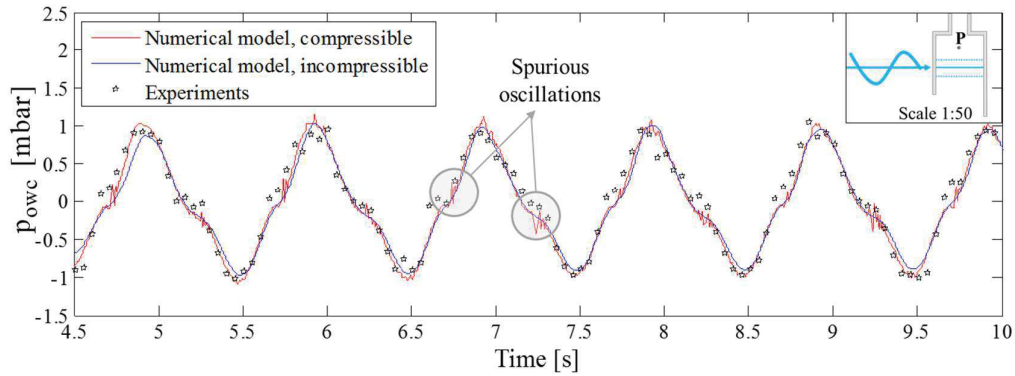 2.5
2
1.5
1
0.5
0
-0.5
-1
-1.5
p_owc [mbar]
Numerical model, compressible
Numerical model, incompressible
Experiments
Spurious
oscillations
P
Scale 1:50
4.5 5 5.5 6 6.5 7 7.5 8 8.5 9 9.5 10
Time [s]